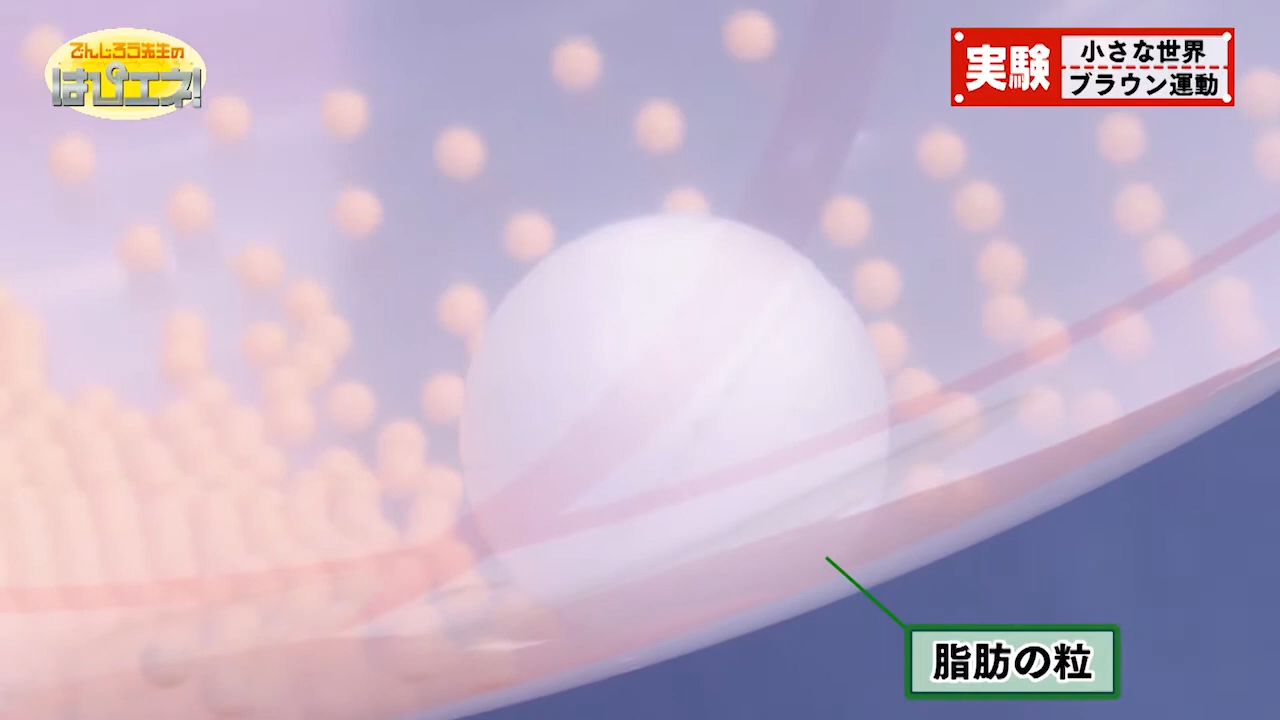 でんじろう先生の
はぴエネ!
実験
小さな世界
ブラウン運動
脂肪の粒